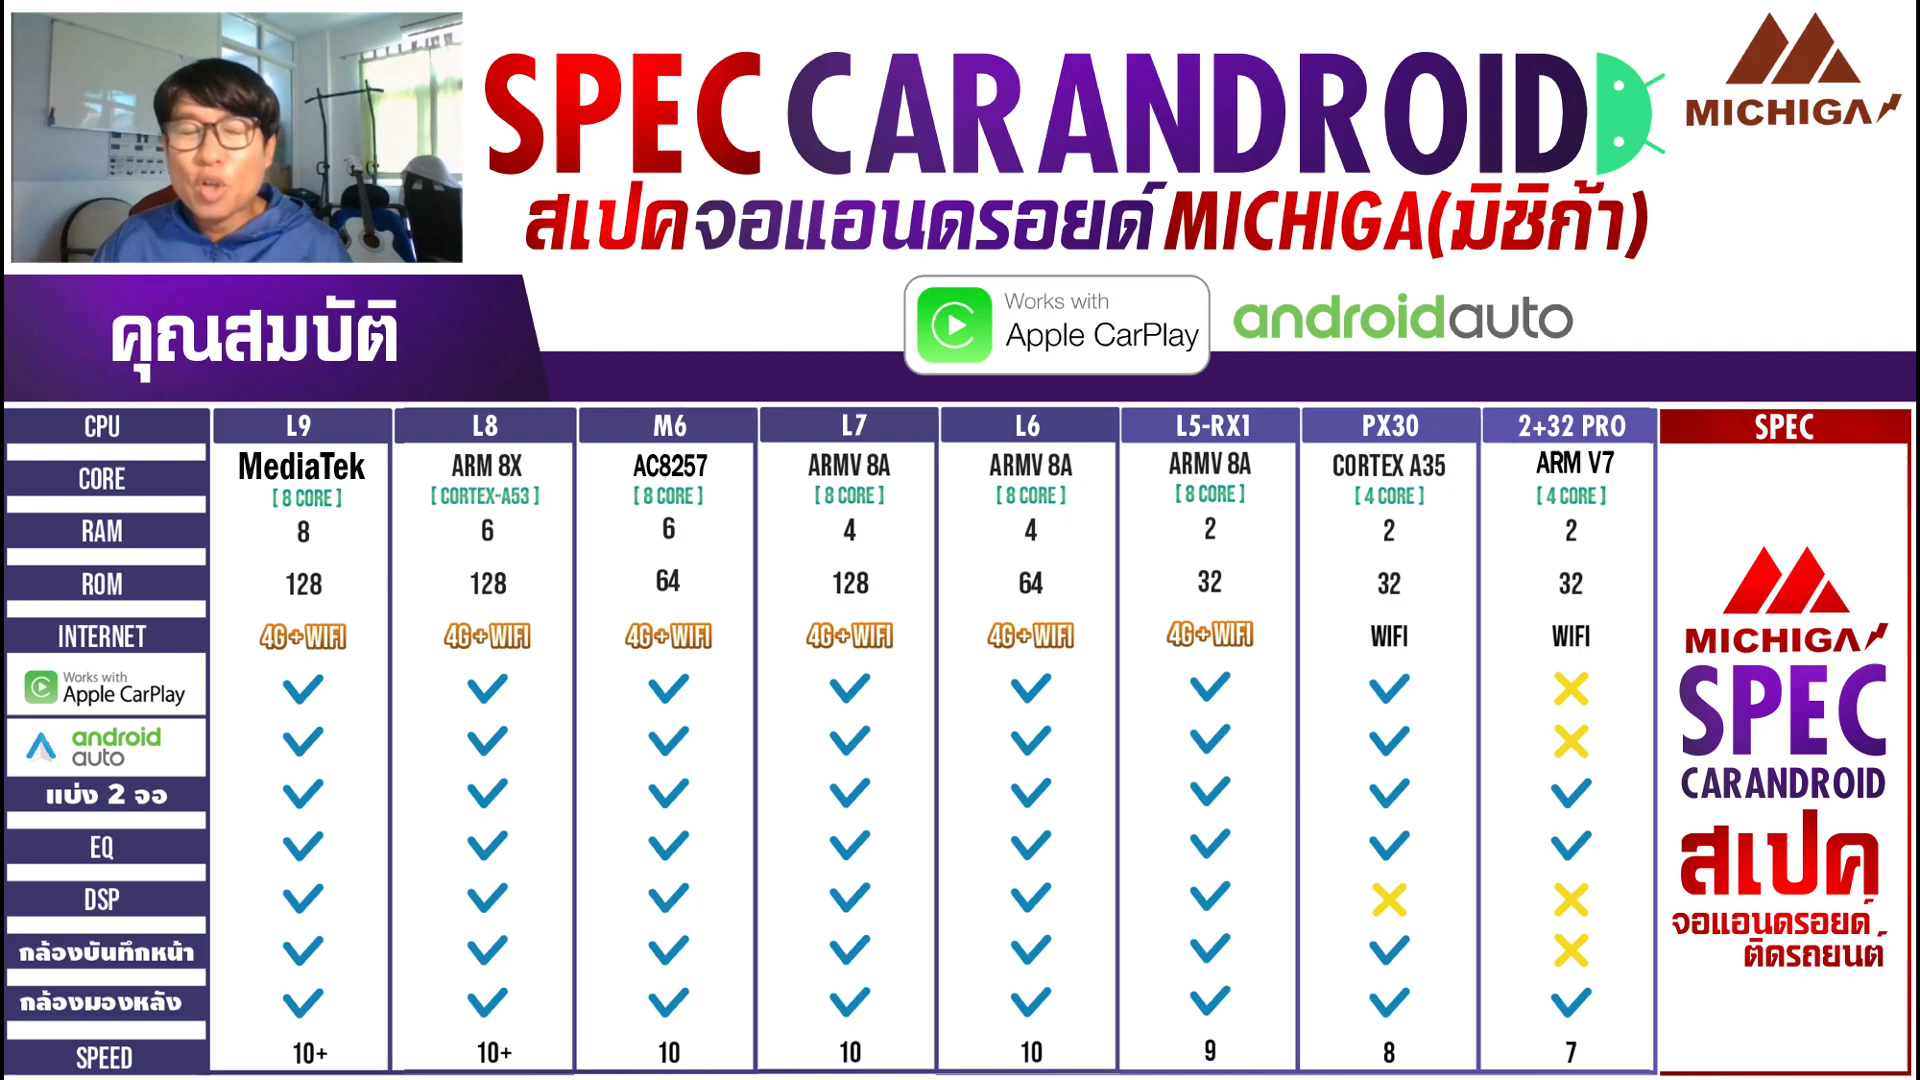 SPEC CARANDROID
MICHIGA
สเปคจอแอนดรอยด์ MICHIGA(มิชิก้า)
คุณสมบัติ
Works with
Apple CarPlay
androidauto
CPU L9 L8 M6 L7 L6 L5-RX1 PX30 2+32 PRO SPEC
CORE MediaTek ARM 8X AC8257 ARMV 8A ARMV 8A ARMV 8A CORTEX A35 ARM V7
[ 8 CORE ] [ CORTEX-A53 ] [ 8 CORE ] [ 8 CORE ] [ 8 CORE ] [ 8 CORE ] [ 4 CORE ] [ 4 CORE ]
RAM 8 6 6 4 4 2 2 2
ROM 128 128 64 128 64 32 32 32
INTERNET 4G+WIFI 4G+WIFI 4G+WIFI 4G+WIFI 4G+WIFI 4G+WIFI WIFI WIFI
Works with
Apple CarPlay
android
auto
แบ่ง 2 จอ
EQ
DSP
กล้องบันทึกหน้า
กล้องมองหลัง
SPEED 10+ 10+ 10 10 10 9 8 7
MICHIGA
SPEC
CARANDROID
สเปค
จอแอนดรอยด์
ติดรถยนต์